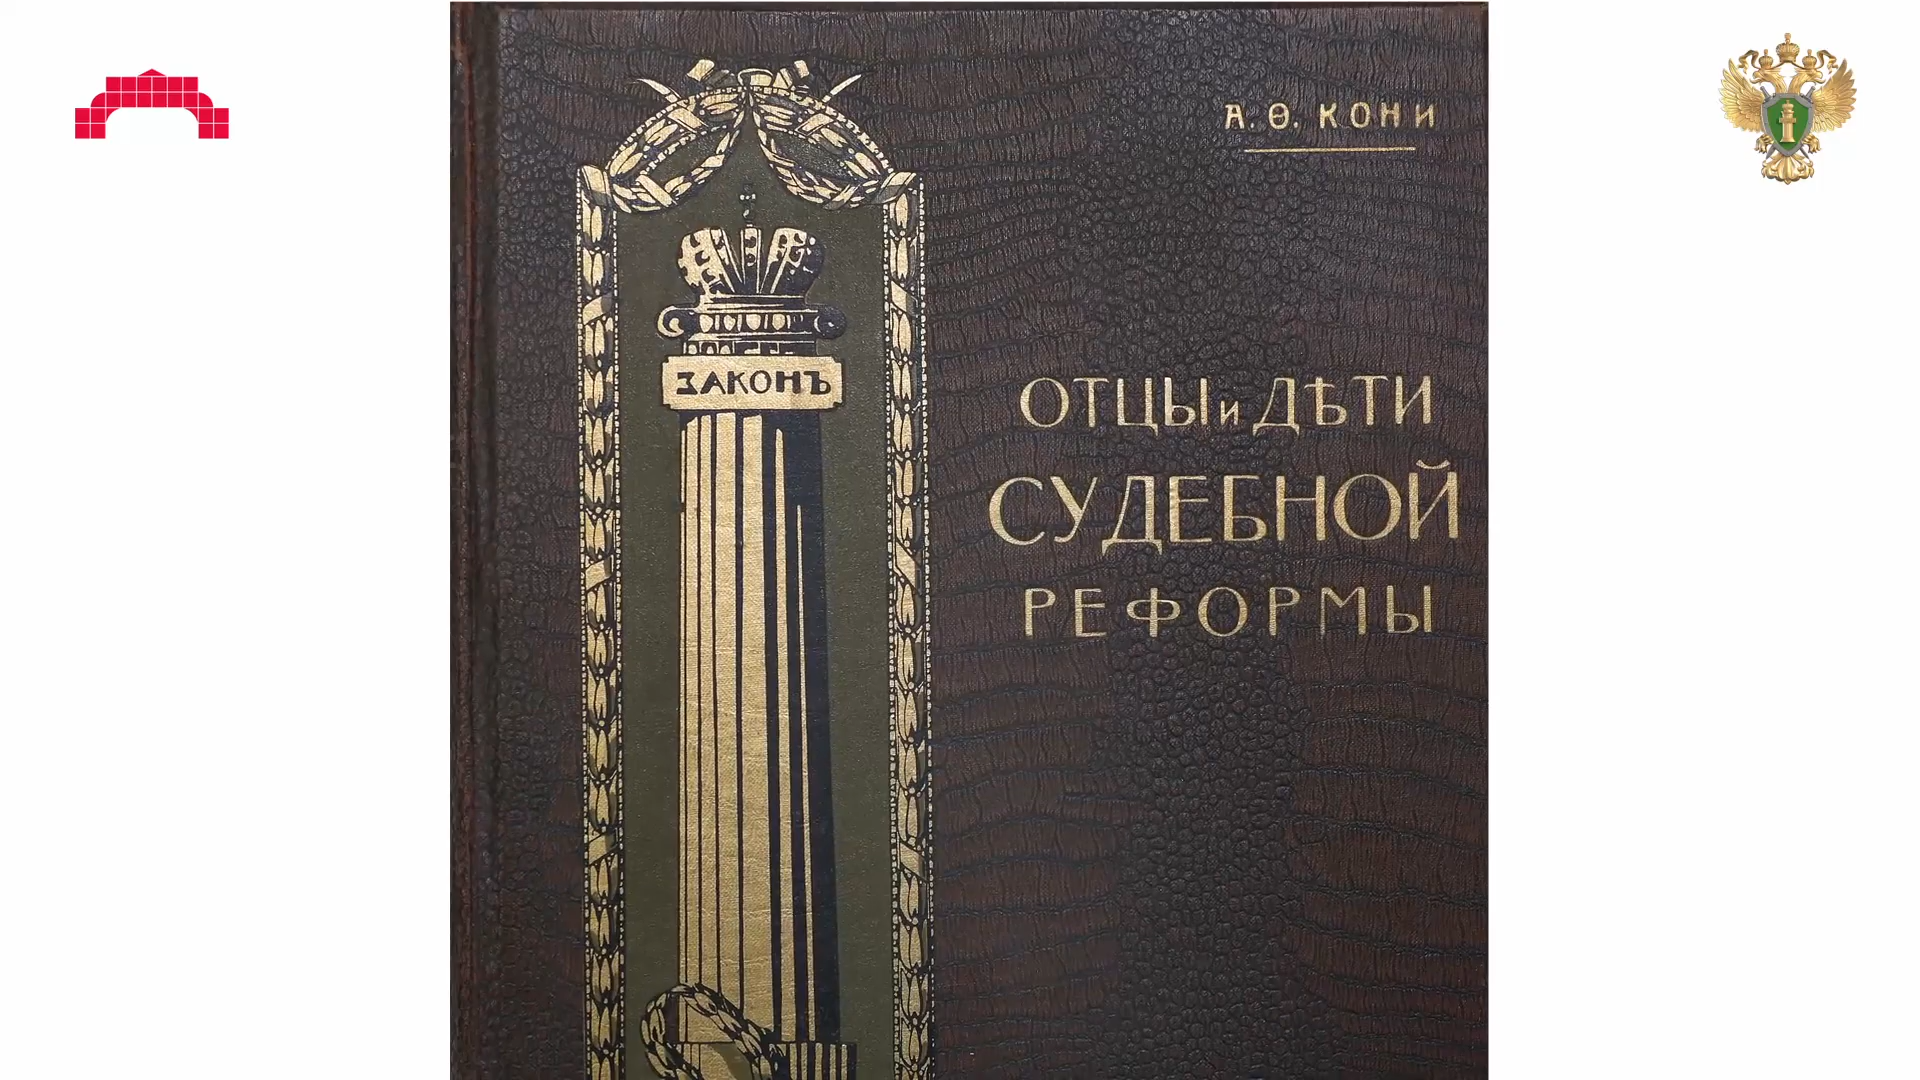 А. Ѳ. КОНИ
ЗАКОНЪ
ОТЦЫ и ДѢТИ
СУДЕБНОЙ
РЕФОРМЫ